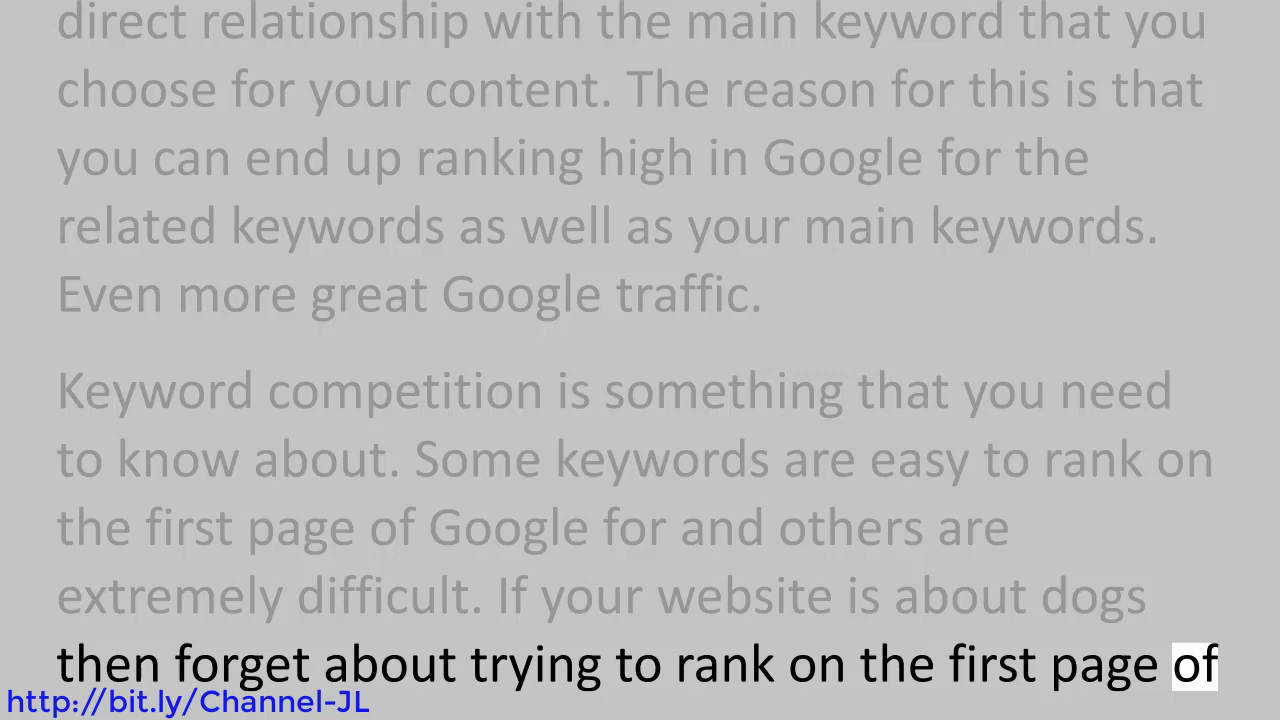 direct relationship with the main keyword that you
choose for your content. The reason for this is that
you can end up ranking high in Google for the
related keywords as well as your main keywords.
Even more great Google traffic.
Keyword competition is something that you need
to know about. Some keywords are easy to rank on
the first page of Google for and others are
extremely difficult. If your website is about dogs
then forget about trying to rank on the first page of
http://bit.ly/Channel-JL